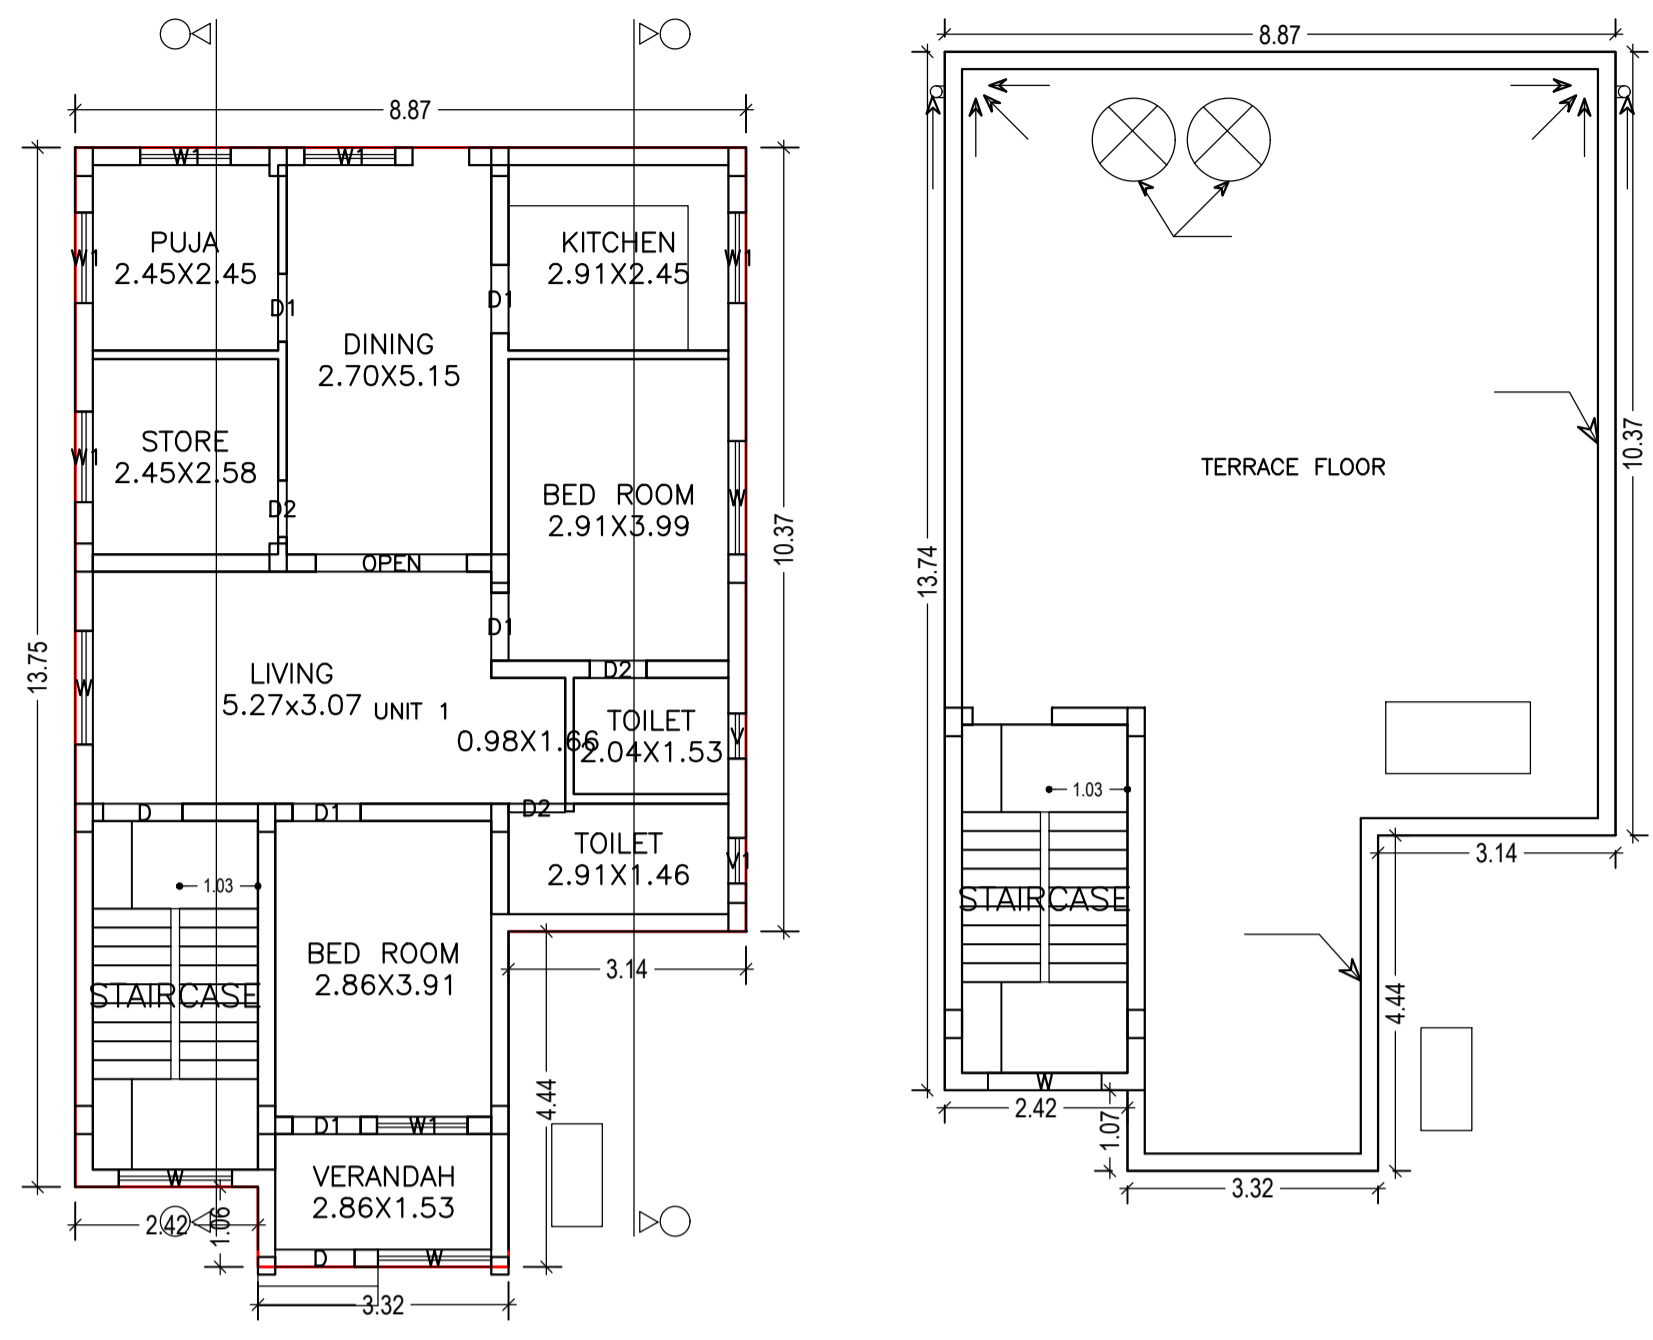 8.87
W1
W1
PUJA
2.45X2.45
W1
D1
DINING
2.70X5.15
D1
KITCHEN
2.91X2.45
W1
STORE
2.45X2.58
W1
D2
BED ROOM
2.91X3.99
W
10.37
OPEN
13.75
D1
LIVING
5.27x3.07
UNIT 1
W
D2
0.98X1.66
TOILET
2.04X1.53
V
D
D1
D2
TOILET
2.91X1.46
V1
1.03
STAIRCASE
BED ROOM
2.86X3.91
3.14
4.44
D1
W1
VERANDAH
2.86X1.53
W
2.42
1.06
D
W
3.32
8.87
13.74
10.37
TERRACE FLOOR
1.03
STAIRCASE
3.14
4.44
W
2.42
1.07
3.32